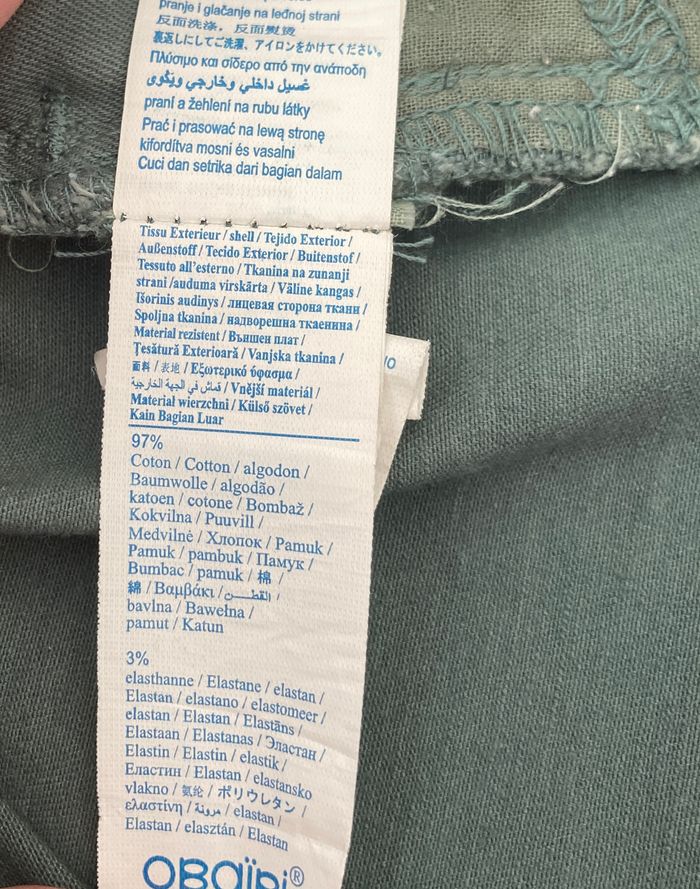 pranje i glačanje na leđnoj strani
反面洗涤，反面熨烫
裏返しにしてご洗濯、アイロンをかけてください。
Πλύσιμο και σίδερο από την ανάποδη
غسيل داخلي وخارجي ويكوى
praní a žehlení na rubu látky
Prać i prasować na lewą stronę
kifordítva mosni és vasalni
Cuci dan setrika dari bagian dalam
Tissu Exterieur / shell / Tejido Exterior /
Außenstoff / Tecido Exterior / Buitenstof /
Tessuto all'esterno / Tkanina na zunanji
strani /auduma virskārta / Väline kangas /
Išorinis audinys / лицевая сторона ткани /
Spoljna tkanina / надворешна ткаенина /
Material rezistent / Външен плат /
Țesătură Exterioară / Vanjska tkanina /
面料 / 表地 / Εξωτερικό ύφασμα /
قماش في الجهة الخارجية / Vnější materiál /
Materiał wierzchni / Külső szövet /
Kain Bagian Luar
97%
Coton / Cotton / algodon /
Baumwolle / algodão /
katoen / cotone / Bombaž /
Kokvilna / Puuvill /
Medvilnė / Хлопок / Pamuk /
Pamuk / pambuk / Памук /
Bumbac / pamuk / 棉 /
綿 / Βαμβάκι / القطـــن /
bavlna / Bawełna /
pamut / Katun
3%
elasthanne / Elastane / elastan /
Elastan / elastano / elastomeer /
elastan / Elastan / Elastāns /
Elastaan / Elastanas / Эластан /
Elastin / Elastin / elastik /
Еластин / Elastan / elastansko
vlakno / 氨纶 / ポリウレタン /
ελαστίνη / مرونة / elastan /
Elastan / elasztán / Elastan
OBaïbi®